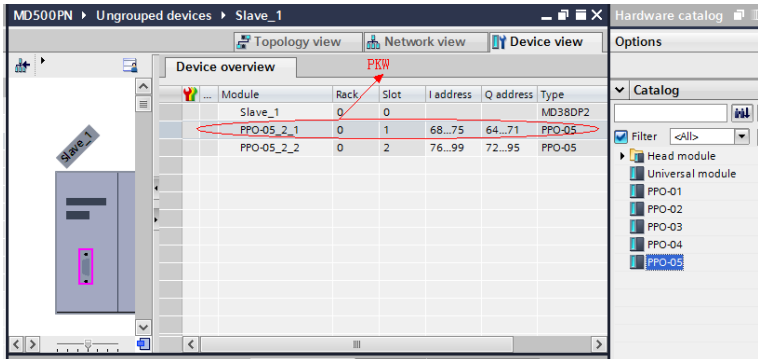 MD500PN ▸ Ungrouped devices ▸ Slave_1
Topology view Network view Device view
Device overview
PKW
... Module Rack Slot I address Q address Type
Slave_1 0 0 MD38DP2
PPO-05_2_1 0 1 68...75 64...71 PPO-05
PPO-05_2_2 0 2 76...99 72...95 PPO-05
Slave_1
Hardware catalog
Options
Catalog
Filter <All>
Head module
Universal module
PPO-01
PPO-02
PPO-03
PPO-04
PPO-05